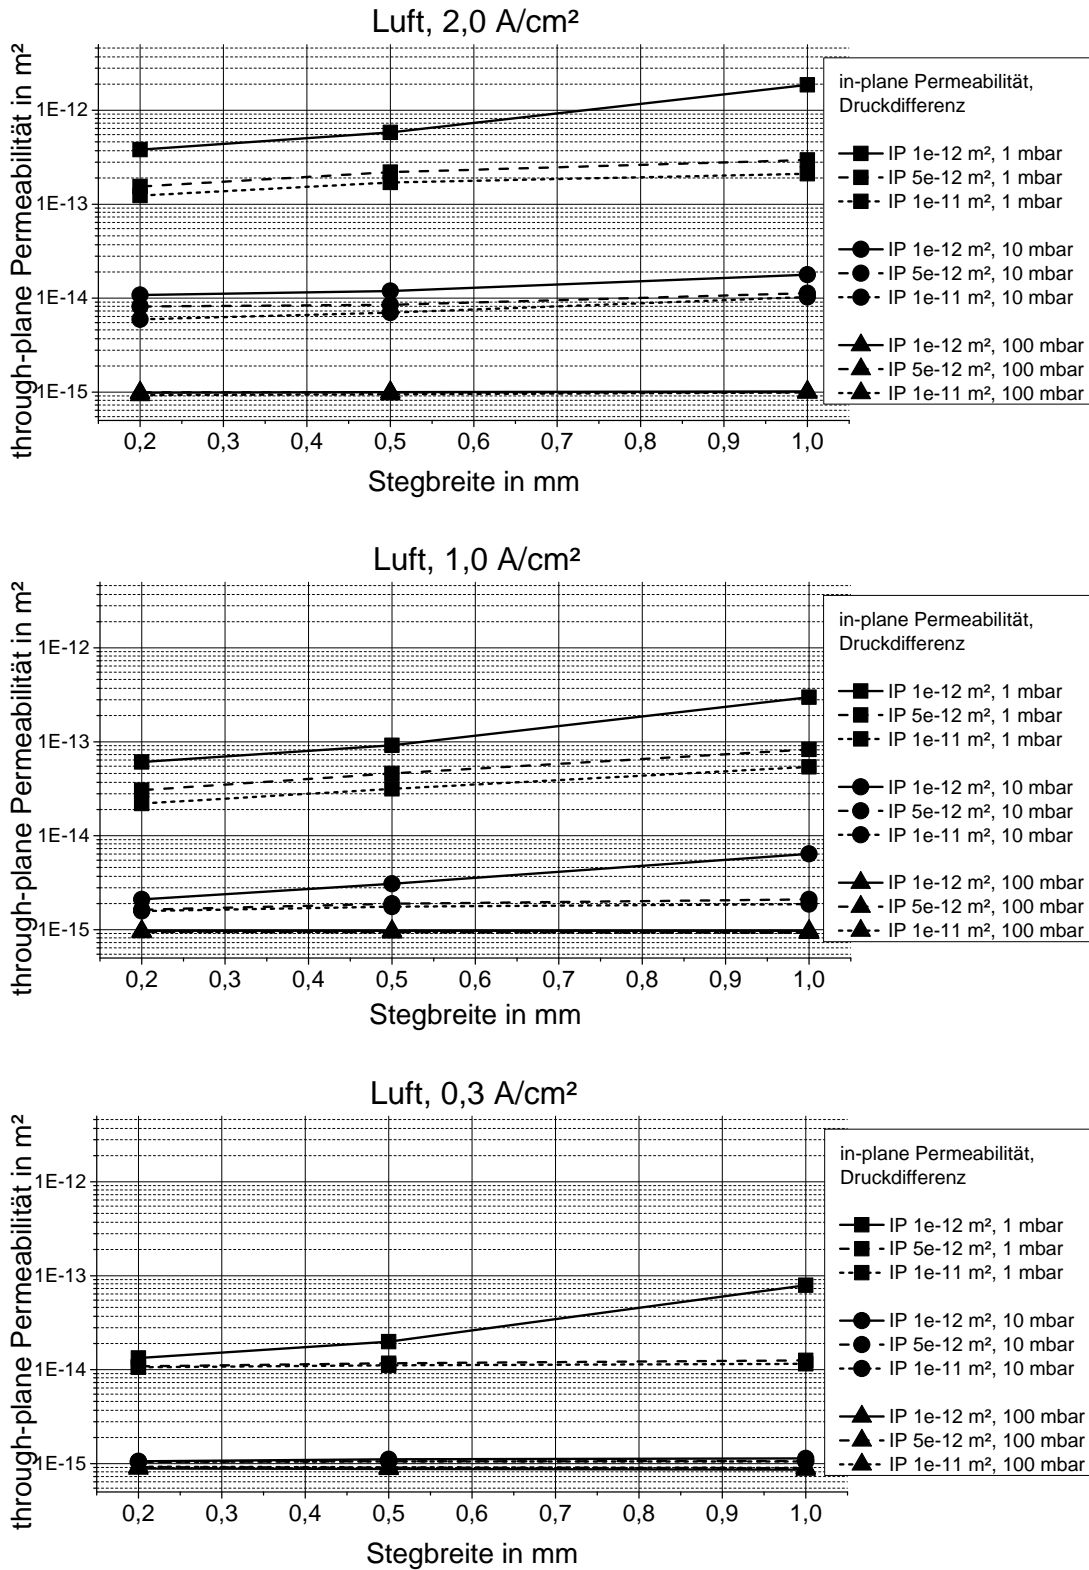 Luft, 2,0 A/cm²
through-plane Permeabilität in m²
1E-12
1E-13
1E-14
1E-15
0,2 0,3 0,4 0,5 0,6 0,7 0,8 0,9 1,0
Stegbreite in mm
in-plane Permeabilität,
Druckdifferenz
IP 1e-12 m², 1 mbar
IP 5e-12 m², 1 mbar
IP 1e-11 m², 1 mbar
IP 1e-12 m², 10 mbar
IP 5e-12 m², 10 mbar
IP 1e-11 m², 10 mbar
IP 1e-12 m², 100 mbar
IP 5e-12 m², 100 mbar
IP 1e-11 m², 100 mbar
Luft, 1,0 A/cm²
through-plane Permeabilität in m²
1E-12
1E-13
1E-14
1E-15
0,2 0,3 0,4 0,5 0,6 0,7 0,8 0,9 1,0
Stegbreite in mm
in-plane Permeabilität,
Druckdifferenz
IP 1e-12 m², 1 mbar
IP 5e-12 m², 1 mbar
IP 1e-11 m², 1 mbar
IP 1e-12 m², 10 mbar
IP 5e-12 m², 10 mbar
IP 1e-11 m², 10 mbar
IP 1e-12 m², 100 mbar
IP 5e-12 m², 100 mbar
IP 1e-11 m², 100 mbar
Luft, 0,3 A/cm²
through-plane Permeabilität in m²
1E-12
1E-13
1E-14
1E-15
0,2 0,3 0,4 0,5 0,6 0,7 0,8 0,9 1,0
Stegbreite in mm
in-plane Permeabilität,
Druckdifferenz
IP 1e-12 m², 1 mbar
IP 5e-12 m², 1 mbar
IP 1e-11 m², 1 mbar
IP 1e-12 m², 10 mbar
IP 5e-12 m², 10 mbar
IP 1e-11 m², 10 mbar
IP 1e-12 m², 100 mbar
IP 5e-12 m², 100 mbar
IP 1e-11 m², 100 mbar